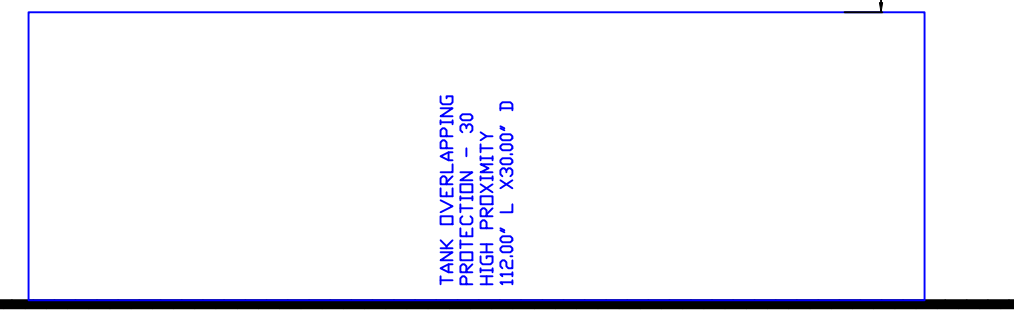 TANK OVERLAPPING
PROTECTION - 30
HIGH PROXIMITY
112.00" L X30.00" D